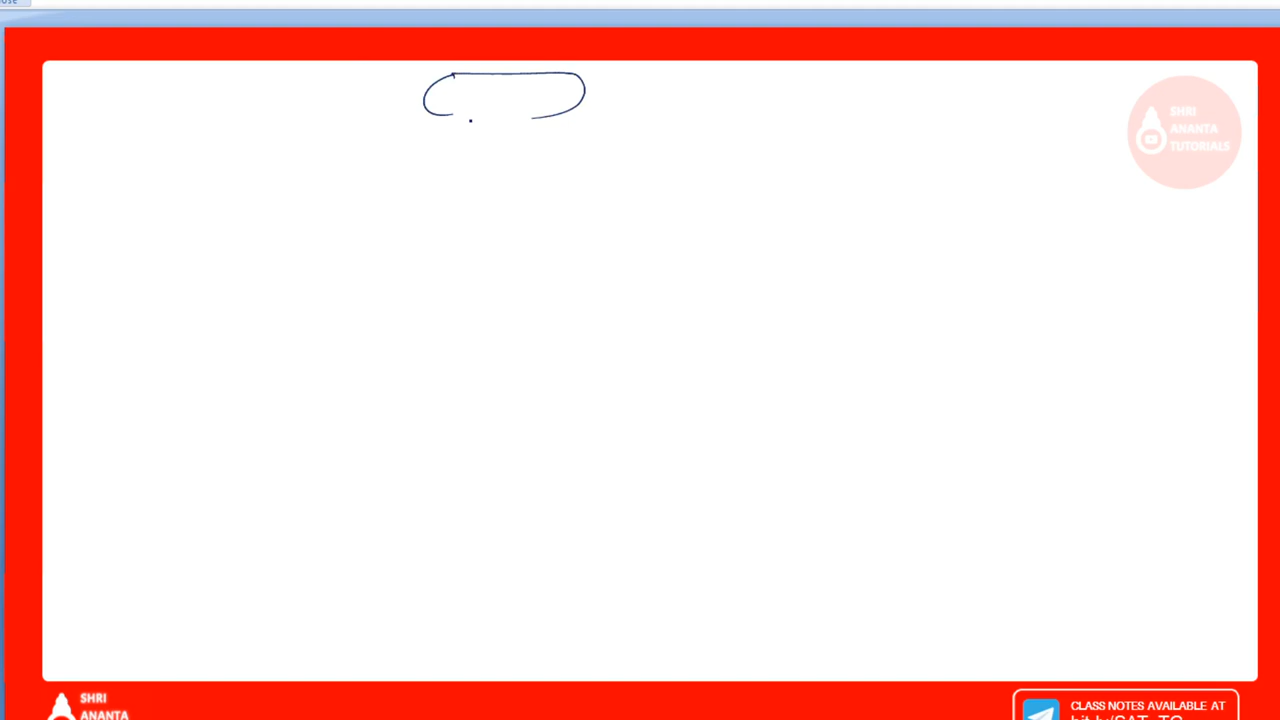 SHRI
ANANTA
TUTORIALS
SHRI
ANANTA
CLASS NOTES AVAILABLE AT